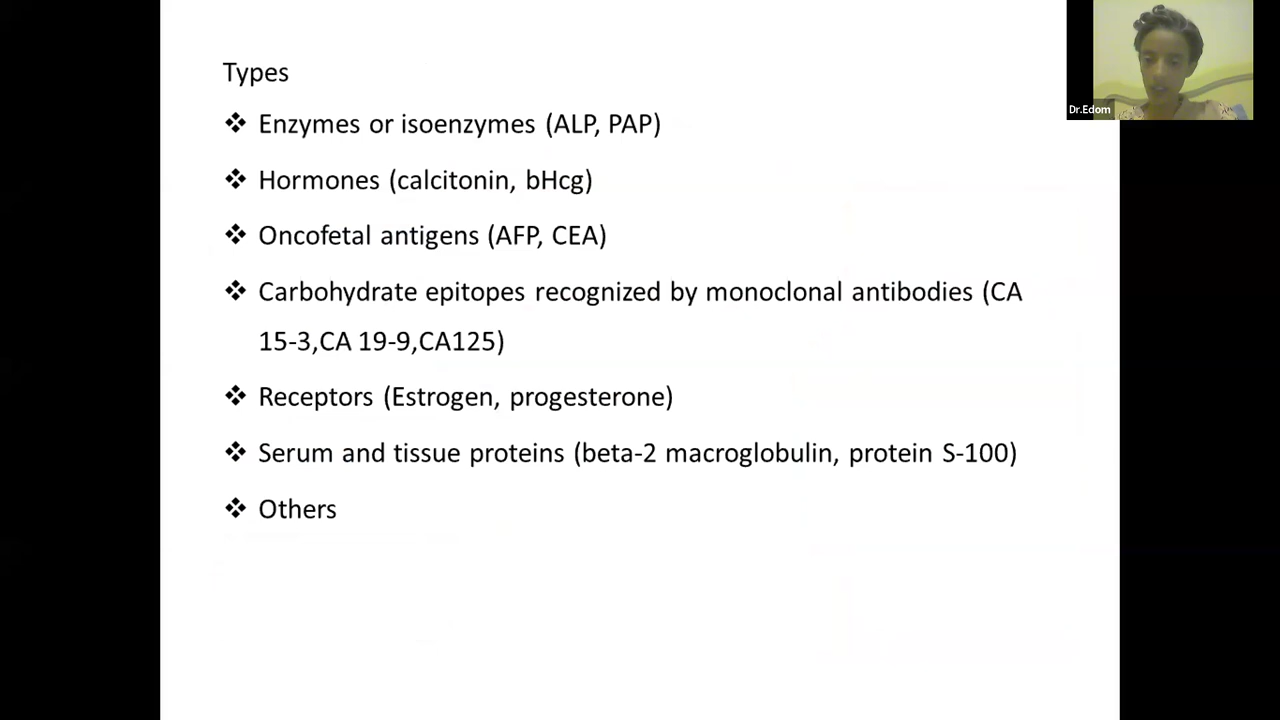 Types
❖ Enzymes or isoenzymes (ALP, PAP)
❖ Hormones (calcitonin, bHcg)
❖ Oncofetal antigens (AFP, CEA)
❖ Carbohydrate epitopes recognized by monoclonal antibodies (CA
15-3,CA 19-9,CA125)
❖ Receptors (Estrogen, progesterone)
❖ Serum and tissue proteins (beta-2 macroglobulin, protein S-100)
❖ Others
Dr.Edom